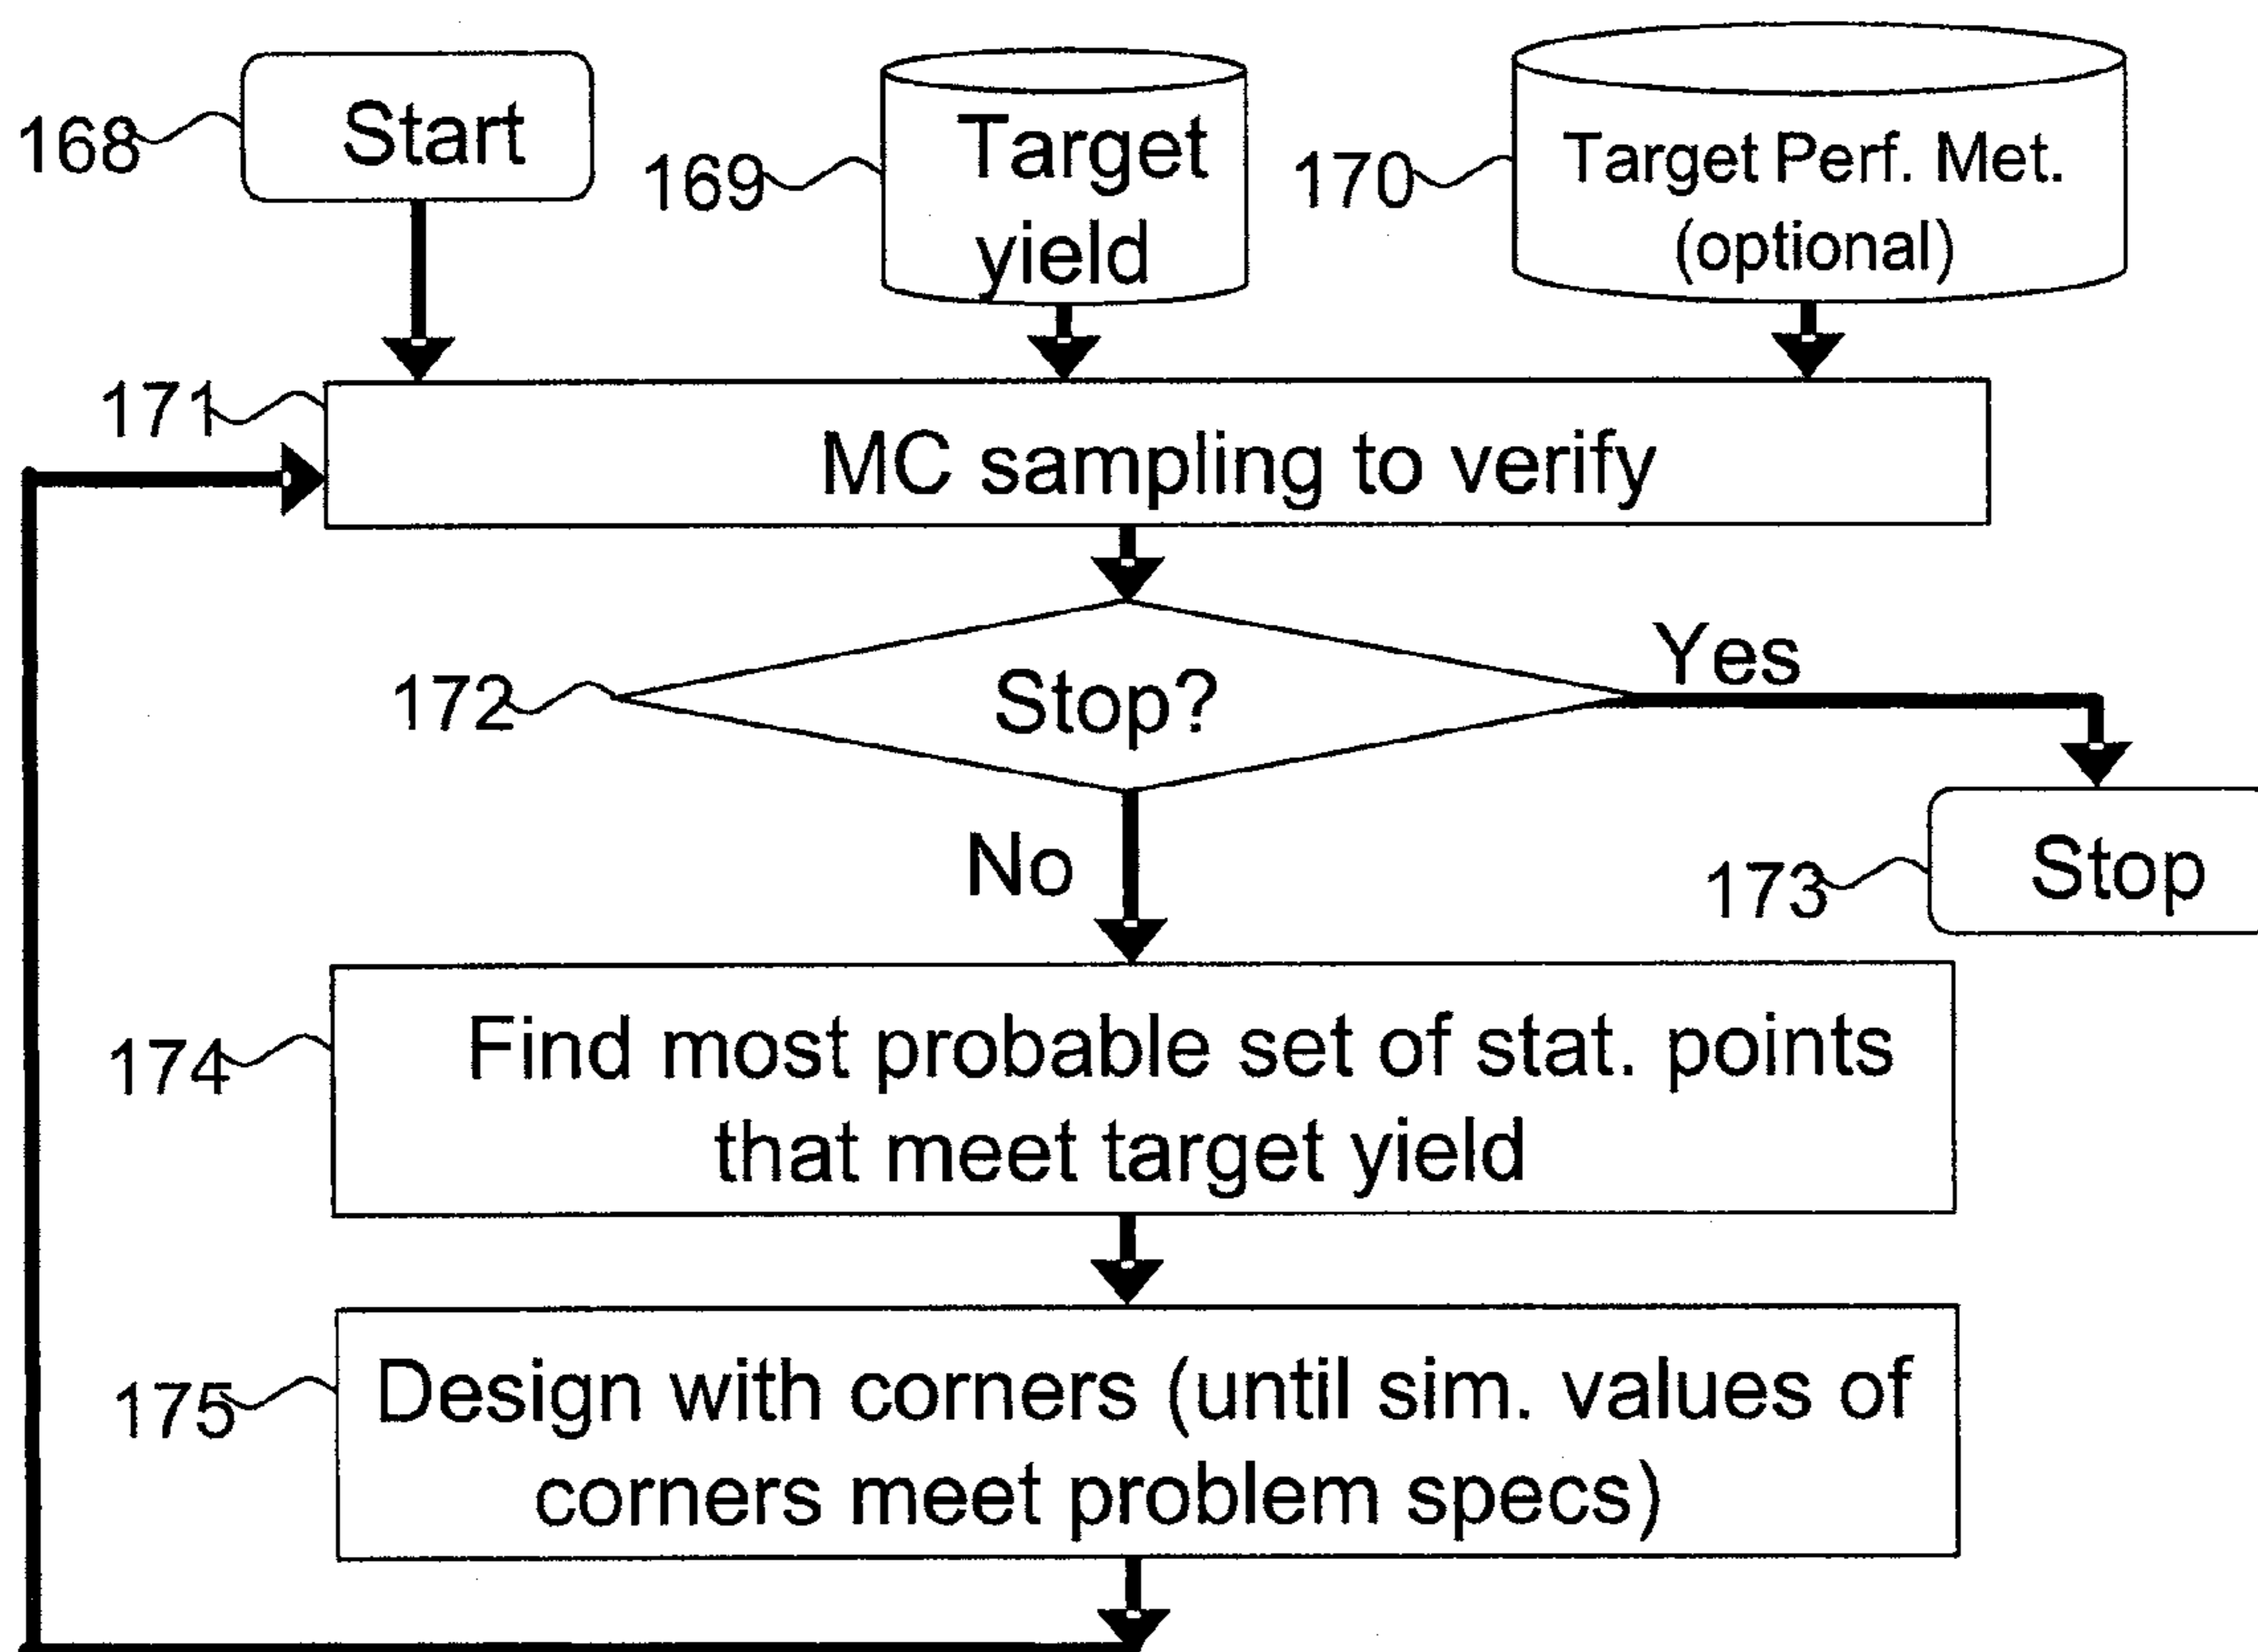 168
Start
169
Target
yield
170
Target Perf. Met.
(optional)
171
MC sampling to verify
172
Stop?
Yes
No
173
Stop
174
Find most probable set of stat. points
that meet target yield
175
Design with corners (until sim. values of
corners meet problem specs)